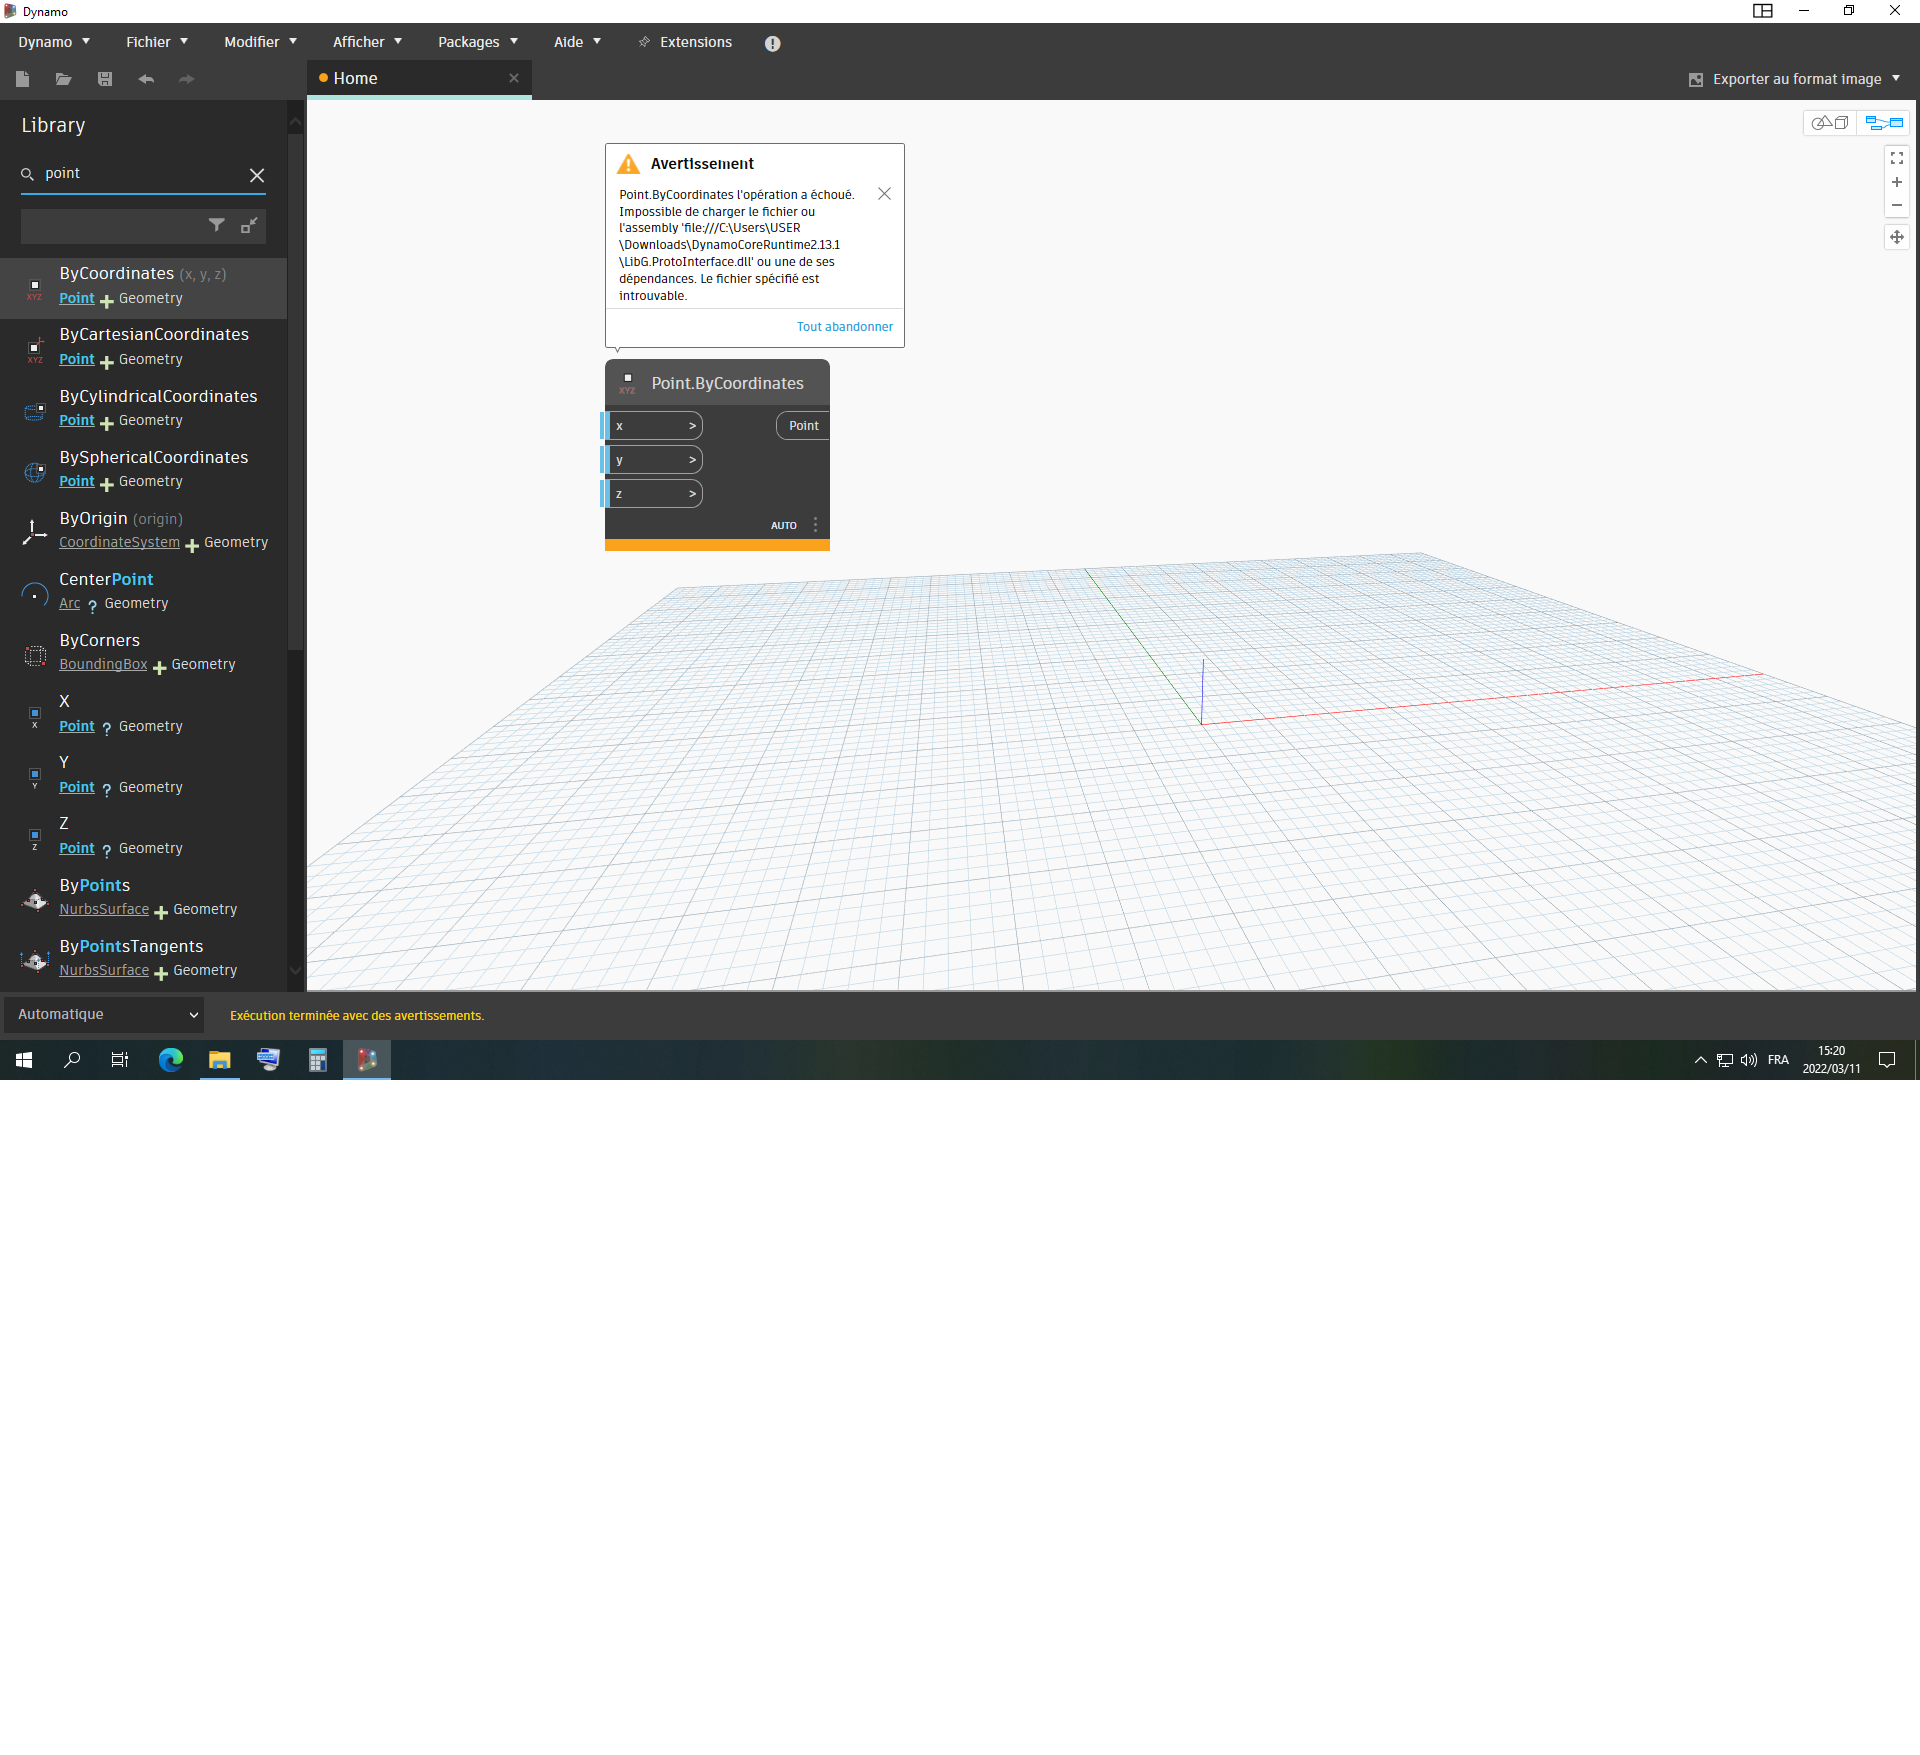 Dynamo
Dynamo Fichier Modifier Afficher Packages Aide Extensions
Home
Exporter au format image
Library
point
ByCoordinates (x, y, z)
Point Geometry
ByCartesianCoordinates
Point Geometry
ByCylindricalCoordinates
Point Geometry
BySphericalCoordinates
Point Geometry
ByOrigin (origin)
CoordinateSystem Geometry
CenterPoint
Arc ? Geometry
ByCorners
BoundingBox Geometry
X
Point ? Geometry
Y
Point ? Geometry
Z
Point ? Geometry
ByPoints
NurbsSurface Geometry
ByPointsTangents
NurbsSurface Geometry
Avertissement
Point.ByCoordinates l'opération a échoué.
Impossible de charger le fichier ou
l'assembly 'file:///C:\Users\USER
\Downloads\DynamoCoreRuntime2.13.1
\LibG.ProtoInterface.dll' ou une de ses
dépendances. Le fichier spécifié est
introuvable.
Tout abandonner
XYZ Point.ByCoordinates
x > Point
y >
z >
AUTO
Automatique
Exécution terminée avec des avertissements.
FRA
15:20
2022/03/11